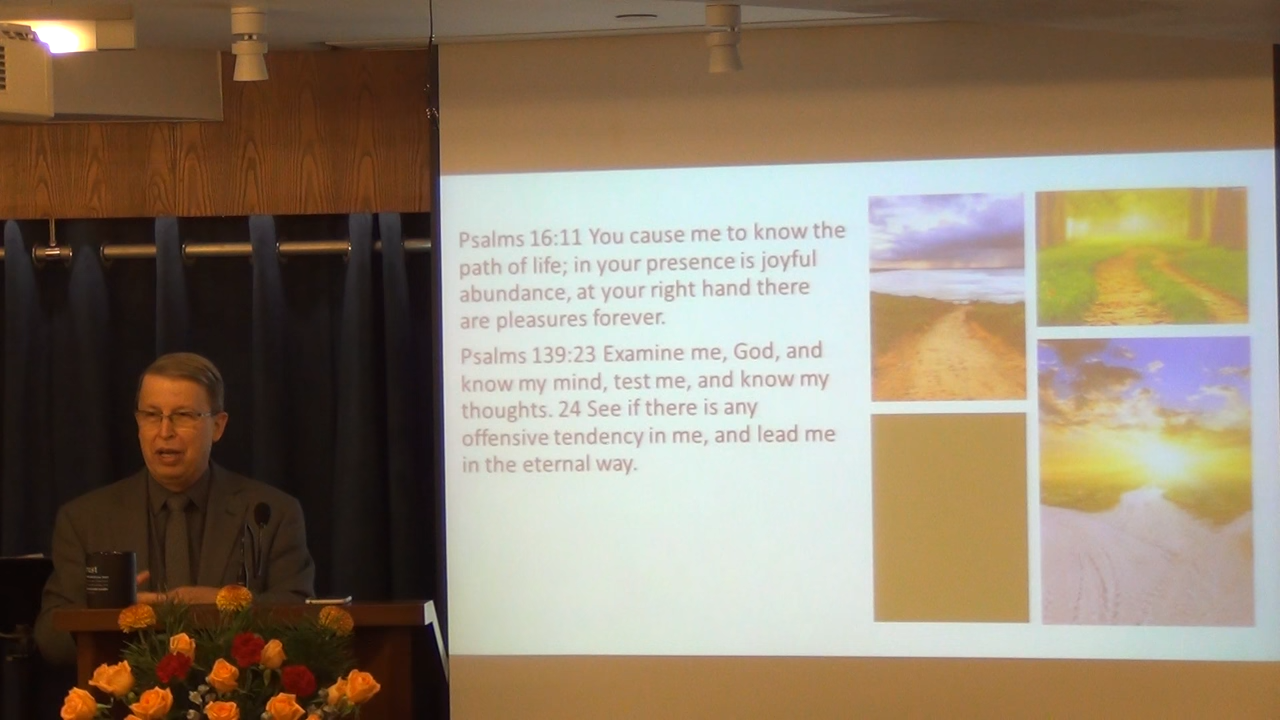 Psalms 16:11 You cause me to know the
path of life; in your presence is joyful
abundance, at your right hand there
are pleasures forever.
Psalms 139:23 Examine me, God, and
know my mind, test me, and know my
thoughts. 24 See if there is any
offensive tendency in me, and lead me
in the eternal way.